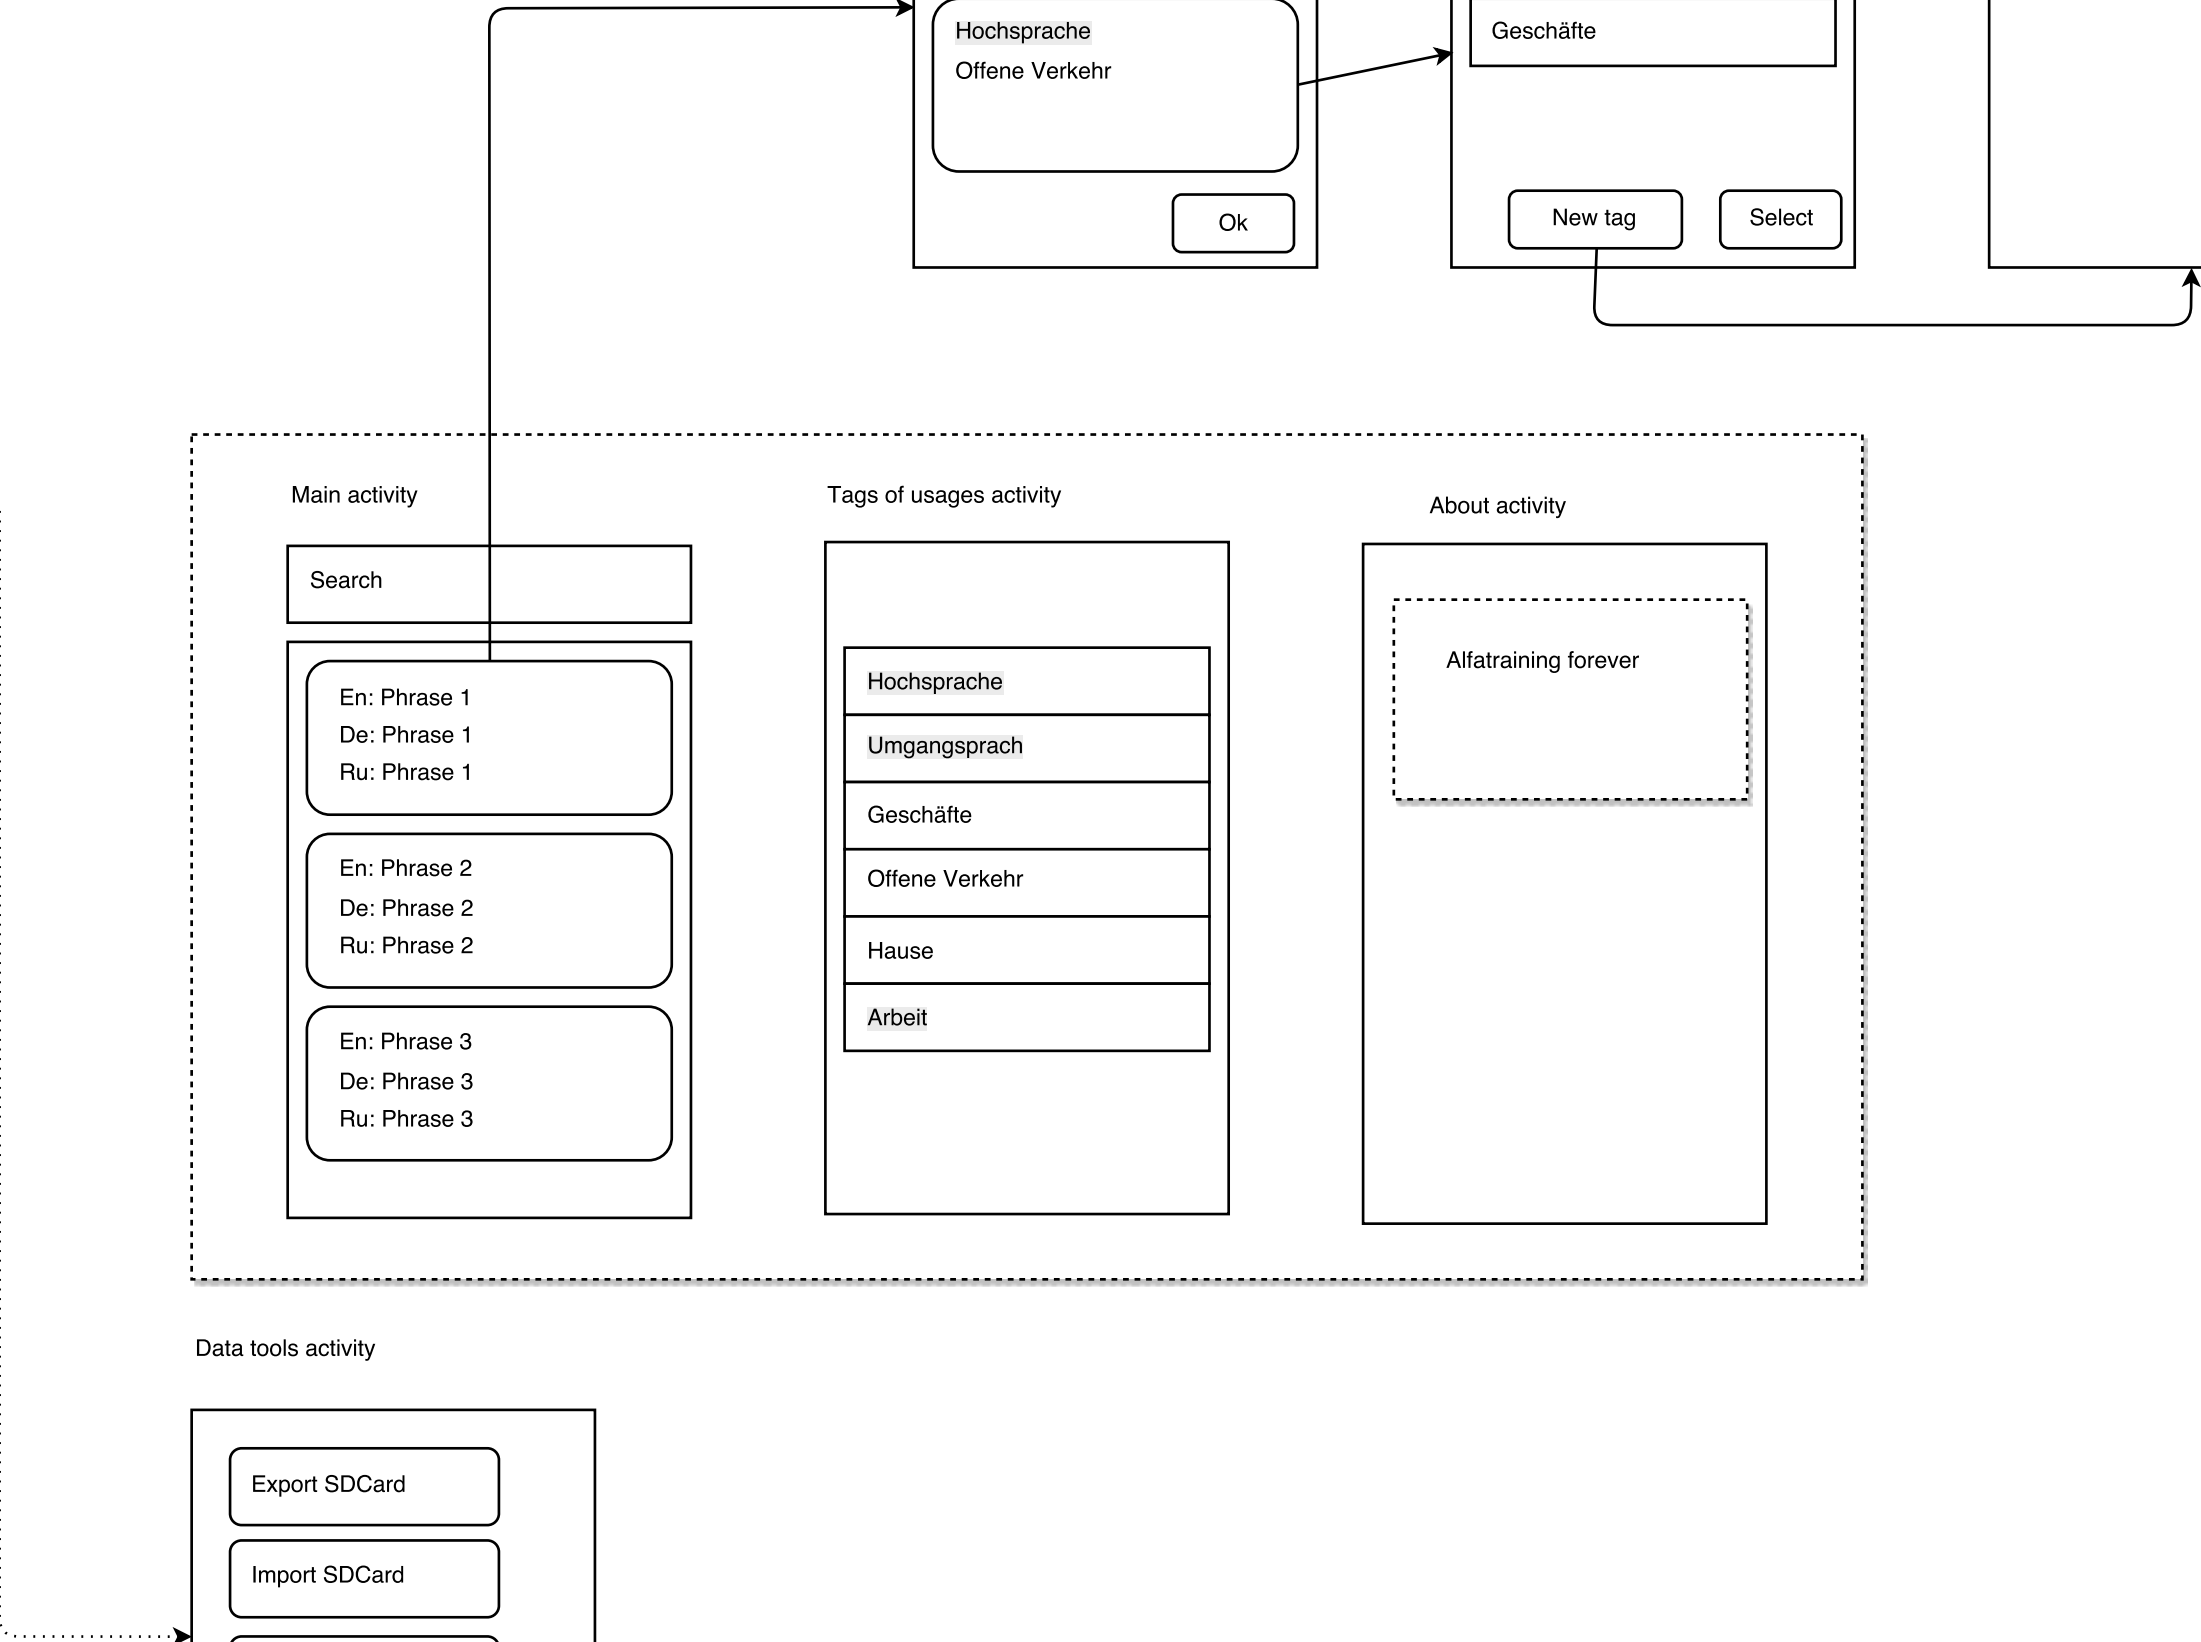 Hochsprache
Offene Verkehr
Ok
Geschäfte
New tag
Select
Main activity
Search
En: Phrase 1
De: Phrase 1
Ru: Phrase 1
En: Phrase 2
De: Phrase 2
Ru: Phrase 2
En: Phrase 3
De: Phrase 3
Ru: Phrase 3
Tags of usages activity
Hochsprache
Umgangsprach
Geschäfte
Offene Verkehr
Hause
Arbeit
About activity
Alfatraining forever
Data tools activity
Export SDCard
Import SDCard